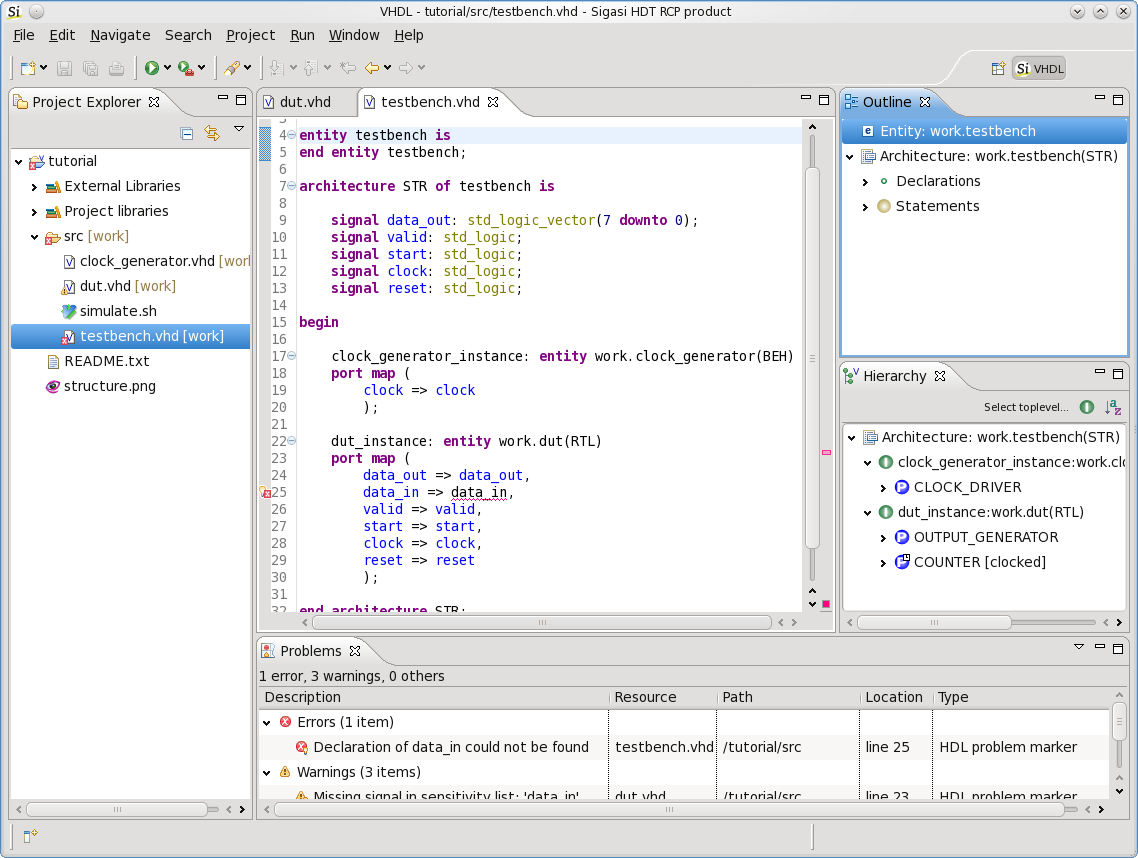 Si VHDL - tutorial/src/testbench.vhd - Sigasi HDT RCP product
File Edit Navigate Search Project Run Window Help
Si VHDL
Project Explorer
tutorial
External Libraries
Project libraries
src [work]
clock_generator.vhd [work
dut.vhd [work]
simulate.sh
testbench.vhd [work]
README.txt
structure.png
dut.vhd testbench.vhd
3
4 entity testbench is
5 end entity testbench;
6
7 architecture STR of testbench is
8
9 signal data_out: std_logic_vector(7 downto 0);
10 signal valid: std_logic;
11 signal start: std_logic;
12 signal clock: std_logic;
13 signal reset: std_logic;
14
15 begin
16
17 clock_generator_instance: entity work.clock_generator(BEH)
18 port map (
19 clock => clock
20 );
21
22 dut_instance: entity work.dut(RTL)
23 port map (
24 data_out => data_out,
25 data_in => data_in,
26 valid => valid,
27 start => start,
28 clock => clock,
29 reset => reset
30 );
31
32 end architecture STR;
Outline
Entity: work.testbench
Architecture: work.testbench(STR)
Declarations
Statements
Hierarchy
Select toplevel...
Architecture: work.testbench(STR)
clock_generator_instance:work.clo
CLOCK_DRIVER
dut_instance:work.dut(RTL)
OUTPUT_GENERATOR
COUNTER [clocked]
Problems
1 error, 3 warnings, 0 others
Description Resource Path Location Type
Errors (1 item)
Declaration of data_in could not be found testbench.vhd /tutorial/src line 25 HDL problem marker
Warnings (3 items)
Missing signal in sensitivity list: 'data_in' dut.vhd /tutorial/src line 23 HDL problem marker